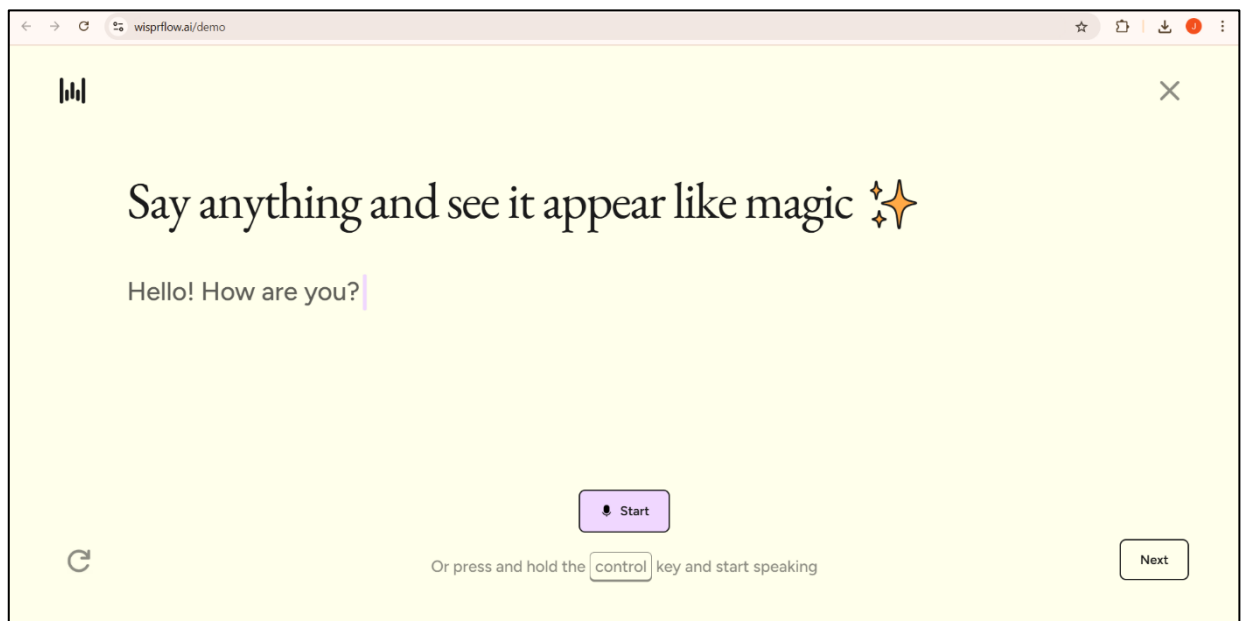 wisprflow.ai/demo
J
Say anything and see it appear like magic ✨
Hello! How are you?
Start
Or press and hold the control key and start speaking
Next